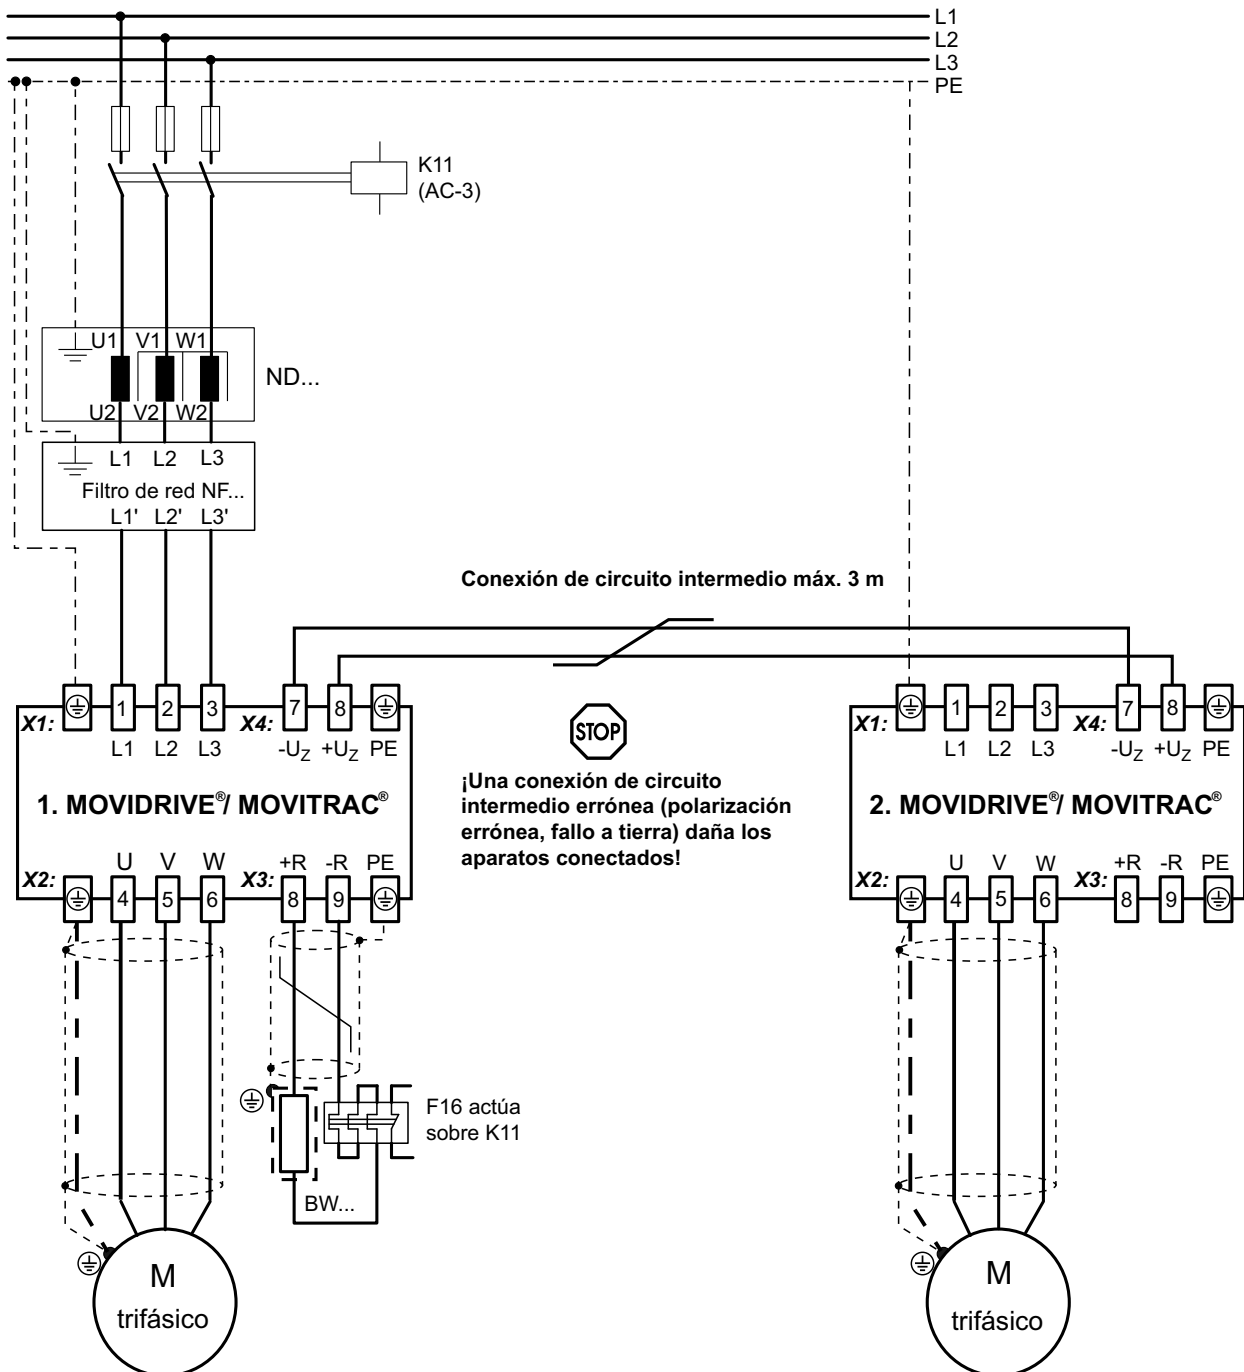 L1
L2
L3
PE
K11
(AC-3)
U1 V1 W1
ND...
U2 V2 W2
L1 L2 L3
Filtro de red NF...
L1' L2' L3'
Conexión de circuito intermedio máx. 3 m
X1: 1 2 3 X4: 7 8
L1 L2 L3 -UZ +UZ PE
1. MOVIDRIVE®/ MOVITRAC®
U V W +R -R PE
X2: 4 5 6 X3: 8 9
STOP
¡Una conexión de circuito
intermedio errónea (polarización
errónea, fallo a tierra) daña los
aparatos conectados!
X1: 1 2 3 X4: 7 8
L1 L2 L3 -UZ +UZ PE
2. MOVIDRIVE®/ MOVITRAC®
U V W +R -R PE
X2: 4 5 6 X3: 8 9
F16 actúa
sobre K11
BW...
M
trifásico
M
trifásico